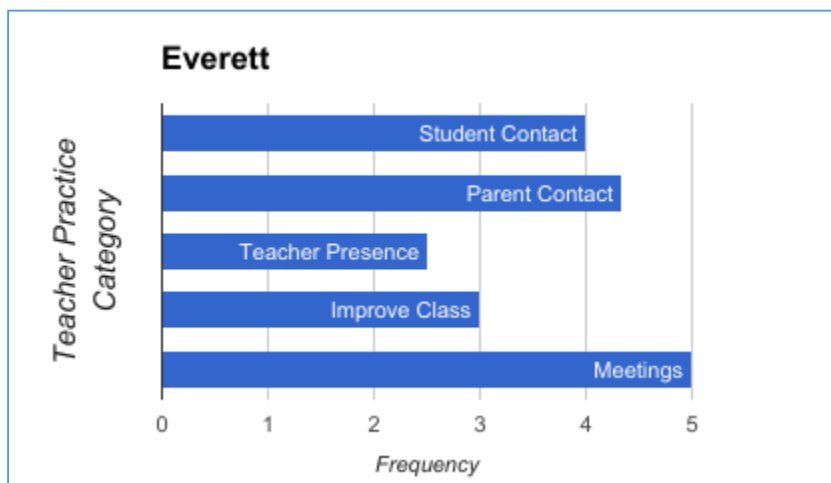 Everett
Teacher Practice
Category
Student Contact
Parent Contact
Teacher Presence
Improve Class
Meetings
0 1 2 3 4 5
Frequency